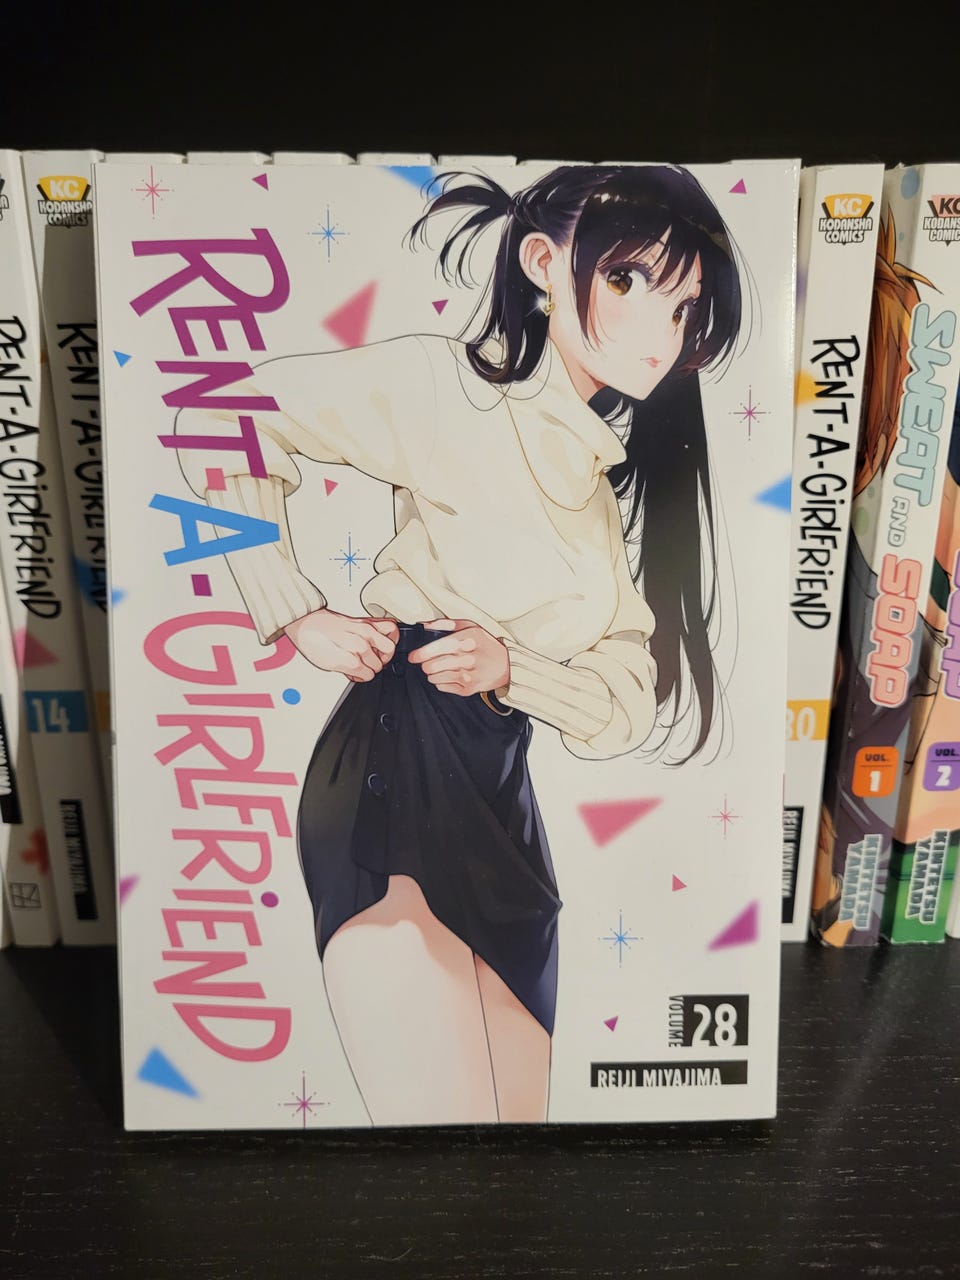 RENT-A-GIRLFRIEND
VOLUME 28
REIJI MIYAJIMA
RENT-A-GIRLFRIEND
KC
KODANSHA
COMICS
RENT-A-GIRLFRIEND
14
REIJI MIYAJIMA
KC
KODANSHA
COMICS
RENT-A-GIRLFRIEND
30
REIJI MIYAJIMA
SWEAT AND SOAP
VOL.
1
KINTETSU
YAMADA
KC
KODANSHA
COMICS
SOAP
VOL.
2
KINTETSU
YAMADA